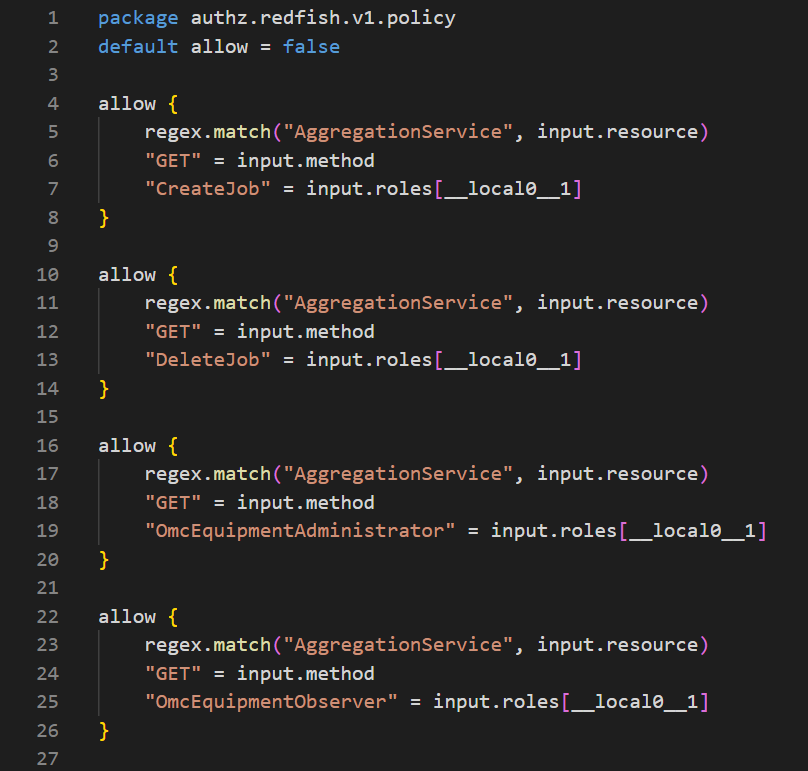 1 package authz.redfish.v1.policy
2 default allow = false
3
4 allow {
5     regex.match("AggregationService", input.resource)
6     "GET" = input.method
7     "CreateJob" = input.roles[__local0__1]
8 }
9
10 allow {
11     regex.match("AggregationService", input.resource)
12     "GET" = input.method
13     "DeleteJob" = input.roles[__local0__1]
14 }
15
16 allow {
17     regex.match("AggregationService", input.resource)
18     "GET" = input.method
19     "OmcEquipmentAdministrator" = input.roles[__local0__1]
20 }
21
22 allow {
23     regex.match("AggregationService", input.resource)
24     "GET" = input.method
25     "OmcEquipmentObserver" = input.roles[__local0__1]
26 }
27